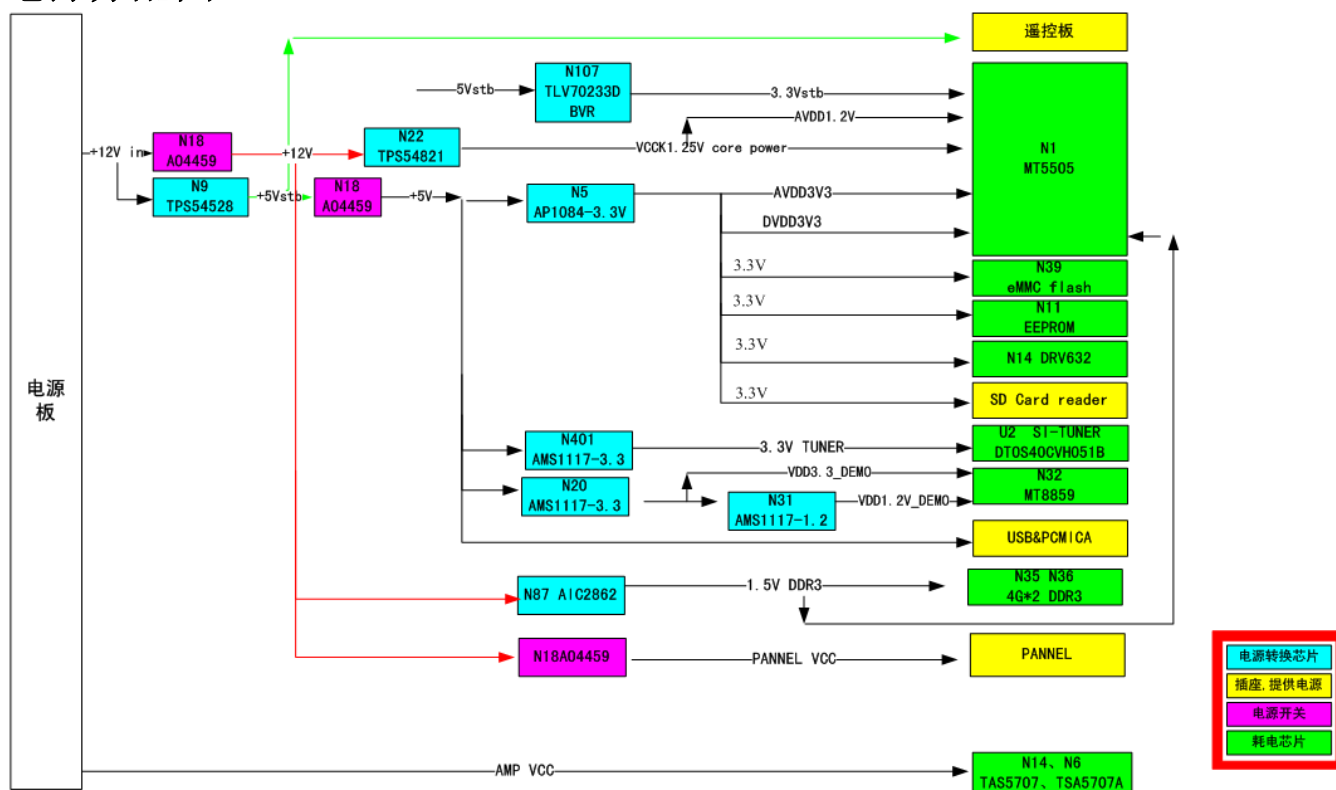 遥控板
N107
TLV70233D
BVR
5Vstb
3.3Vstb
AVDD1.2V
N1
MT5505
+12V in
N18
A04459
+12V
N22
TPS54821
VCCK1.25V core power
N9
TPS54528
+5Vstb
N18
A04459
+5V
N5
AP1084-3.3V
AVDD3V3
DVDD3V3
3.3V
N39
eMMC flash
3.3V
N11
EEPROM
3.3V
N14 DRV632
3.3V
SD Card reader
电源
板
N401
AMS1117-3.3
3.3V TUNER
U2 SI-TUNER
DTOS40CVH051B
N20
AMS1117-3.3
VDD3.3_DEMO
N31
AMS1117-1.2
VDD1.2V_DEMO
N32
MT8859
USB&PCMICA
N87 AIC2862
1.5V DDR3
N35 N36
4G*2 DDR3
N18A04459
PANNEL VCC
PANNEL
电源转换芯片
插座,提供电源
电源开关
耗电芯片
AMP VCC
N14、N6
TAS5707、TSA5707A